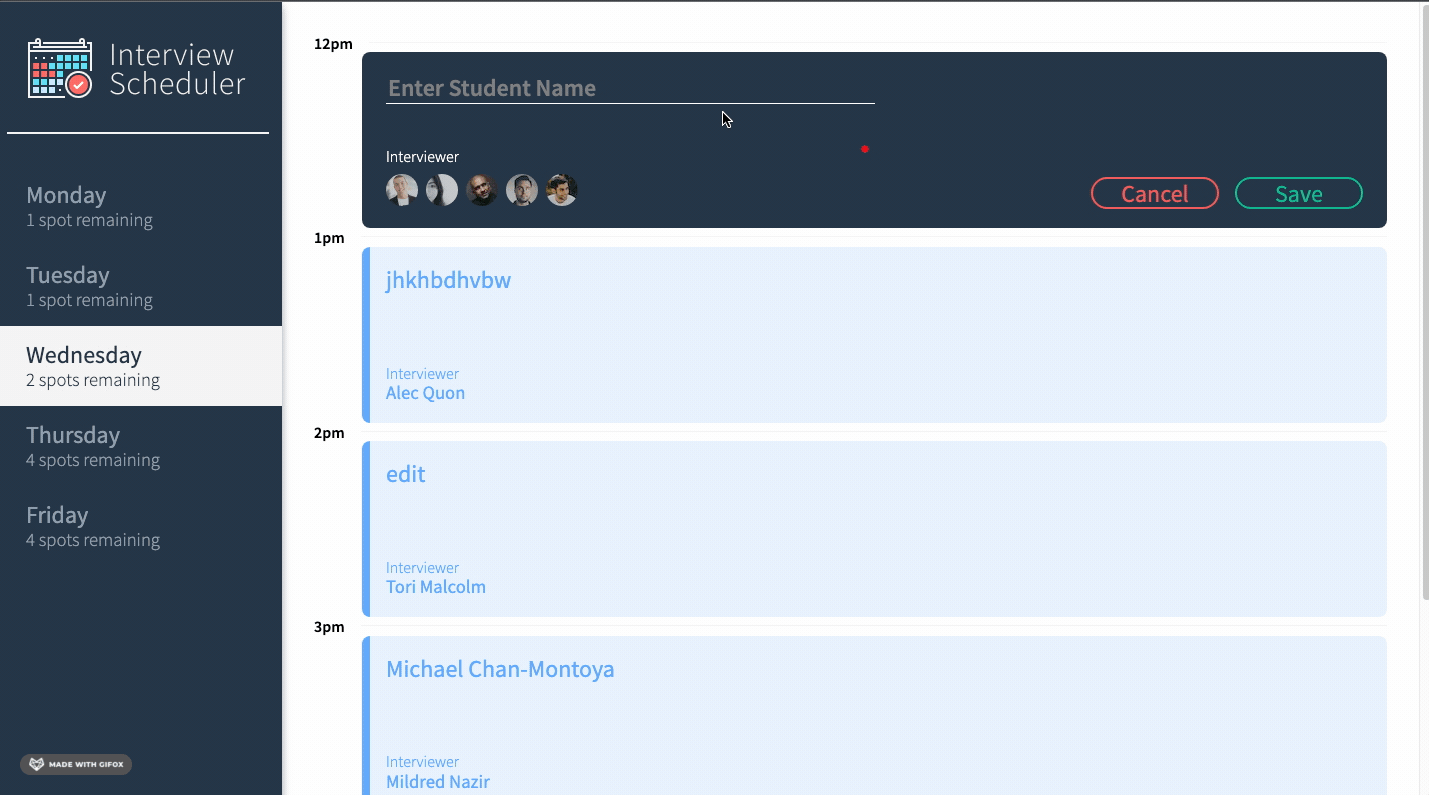 Interview
Scheduler
Monday
1 spot remaining
Tuesday
1 spot remaining
Wednesday
2 spots remaining
Thursday
4 spots remaining
Friday
4 spots remaining
MADE WITH GIFOX
12pm
Enter Student Name
Interviewer
Cancel
Save
1pm
jhkhbdhvbw
Interviewer
Alec Quon
2pm
edit
Interviewer
Tori Malcolm
3pm
Michael Chan-Montoya
Interviewer
Mildred Nazir